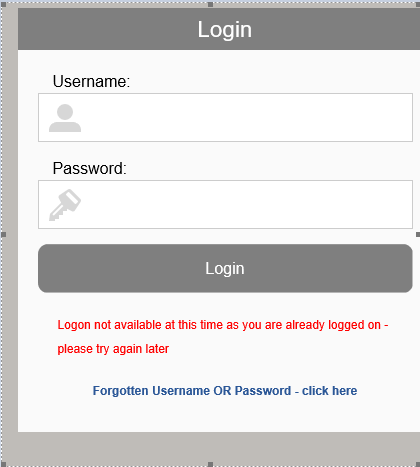 Login
Username:
Password:
Login
Logon not available at this time as you are already logged on -
please try again later
Forgotten Username OR Password - click here